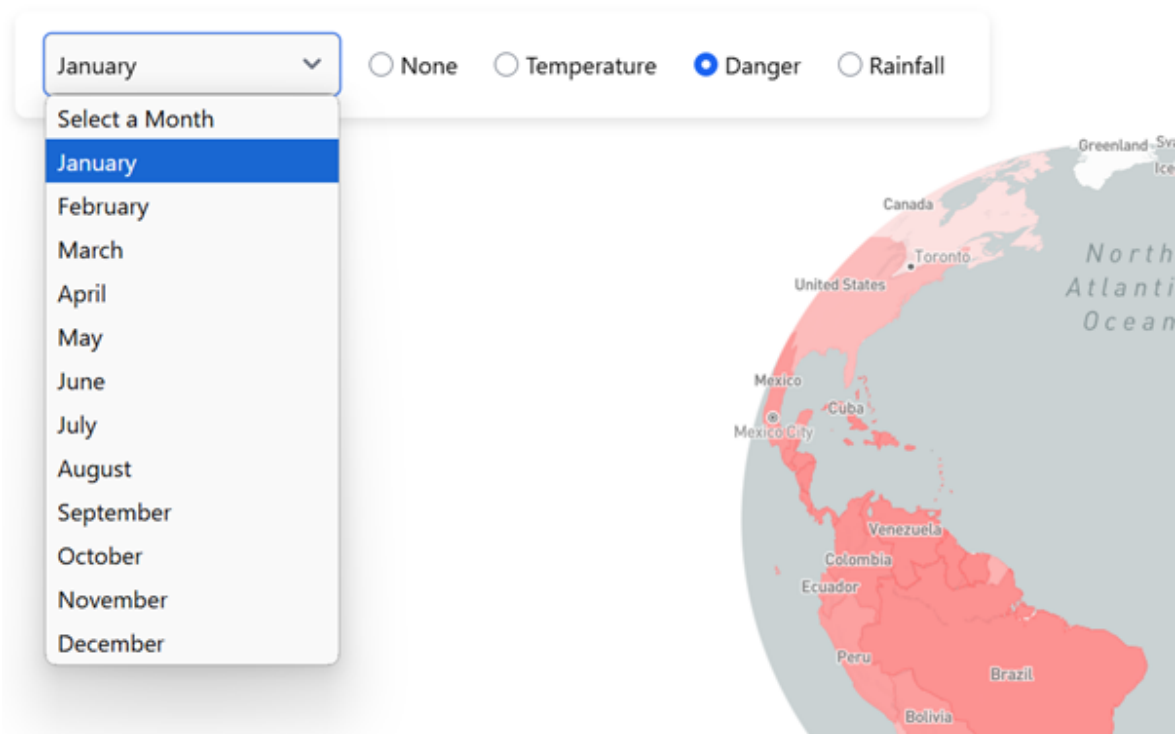 January
None
Temperature
Danger
Rainfall
Select a Month
January
February
March
April
May
June
July
August
September
October
November
December
Greenland
Canada
Toronto
United States
North
Atlanti
Ocean
Mexico
Cuba
Mexico City
Venezuela
Colombia
Ecuador
Peru
Brazil
Bolivia